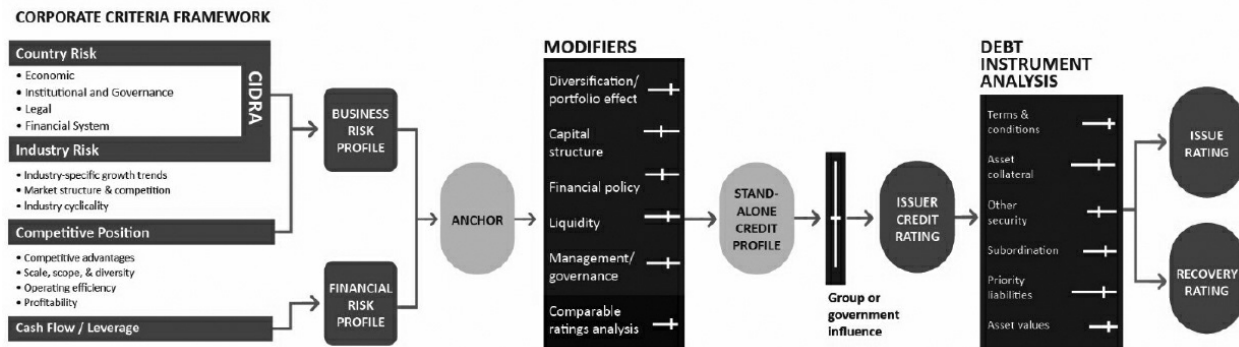 CORPORATE CRITERIA FRAMEWORK
Country Risk
• Economic
• Institutional and Governance
• Legal
• Financial System
CIDRA
Industry Risk
• Industry-specific growth trends
• Market structure & competition
• Industry cyclicality
Competitive Position
• Competitive advantages
• Scale, scope, & diversity
• Operating efficiency
• Profitability
Cash Flow / Leverage
BUSINESS
RISK
PROFILE
FINANCIAL
RISK
PROFILE
ANCHOR
MODIFIERS
Diversification/
portfolio effect
Capital
structure
Financial policy
Liquidity
Management/
governance
Comparable
ratings analysis
STAND-
ALONE
CREDIT
PROFILE
Group or
government
influence
ISSUER
CREDIT
RATING
DEBT
INSTRUMENT
ANALYSIS
Terms &
conditions
Asset
collateral
Other
security
Subordination
Priority
liabilities
Asset values
ISSUE
RATING
RECOVERY
RATING